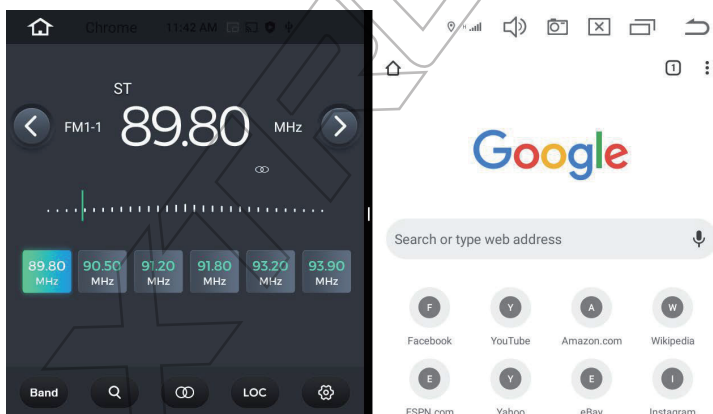 Chrome 11:42 AM
ST
FM1-1 89.80 MHz
89.80 MHz
90.50 MHz
91.20 MHz
91.80 MHz
93.20 MHz
93.90 MHz
Band
LOC
1
Google
Search or type web address
F
Y
A
W
Facebook
YouTube
Amazon.com
Wikipedia
E
Y
E
I
ESPN.com
Yahoo
eBay
Instagram